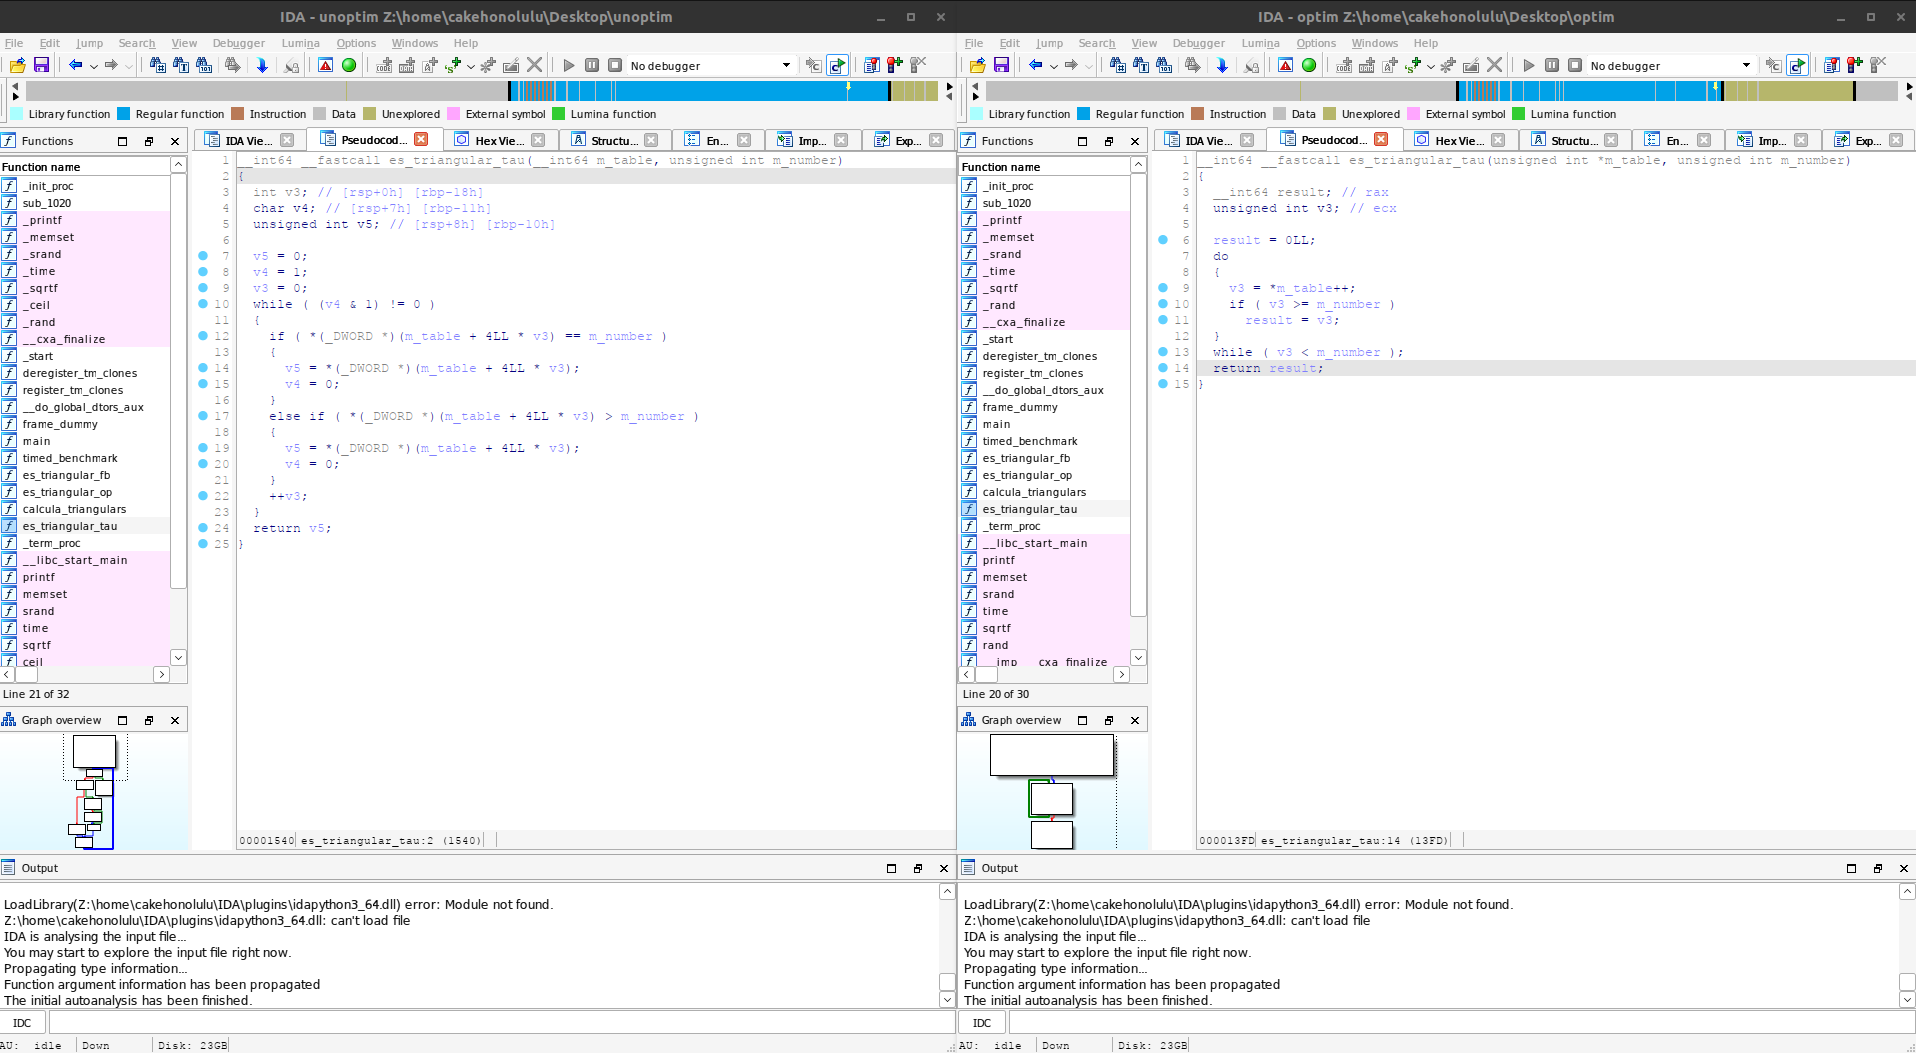 IDA - unoptim Z:\home\cakehonolulu\Desktop\unoptim
File Edit Jump Search View Debugger Lumina Options Windows Help
No debugger
Library function Regular function Instruction Data Unexplored External symbol Lumina function
Functions
IDA Vie... Pseudocod... Hex Vie... Structu... En... Imp... Exp...
Function name
_init_proc
sub_1020
_printf
_memset
_srand
_time
_sqrtf
_ceil
_rand
__cxa_finalize
_start
deregister_tm_clones
register_tm_clones
__do_global_dtors_aux
frame_dummy
main
timed_benchmark
es_triangular_fb
es_triangular_op
calcula_triangulars
es_triangular_tau
_term_proc
__libc_start_main
printf
memset
srand
time
sqrtf
ceil
Line 21 of 32
Graph overview
1 __int64 __fastcall es_triangular_tau(__int64 m_table, unsigned int m_number)
2 {
3 int v3; // [rsp+0h] [rbp-18h]
4 char v4; // [rsp+7h] [rbp-11h]
5 unsigned int v5; // [rsp+8h] [rbp-10h]
6
7 v5 = 0;
8 v4 = 1;
9 v3 = 0;
10 while ( (v4 & 1) != 0 )
11 {
12 if ( *(_DWORD *)(m_table + 4LL * v3) == m_number )
13 {
14 v5 = *(_DWORD *)(m_table + 4LL * v3);
15 v4 = 0;
16 }
17 else if ( *(_DWORD *)(m_table + 4LL * v3) > m_number )
18 {
19 v5 = *(_DWORD *)(m_table + 4LL * v3);
20 v4 = 0;
21 }
22 ++v3;
23 }
24 return v5;
25 }
00001540 es_triangular_tau:2 (1540)
Output
LoadLibrary(Z:\home\cakehonolulu\IDA\plugins\idapython3_64.dll) error: Module not found.
Z:\home\cakehonolulu\IDA\plugins\idapython3_64.dll: can't load file
IDA is analysing the input file...
You may start to explore the input file right now.
Propagating type information...
Function argument information has been propagated
The initial autoanalysis has been finished.
IDC
AU: idle Down Disk: 23GB
IDA - optim Z:\home\cakehonolulu\Desktop\optim
File Edit Jump Search View Debugger Lumina Options Windows Help
No debugger
Library function Regular function Instruction Data Unexplored External symbol Lumina function
Functions
IDA Vie... Pseudocod... Hex Vie... Structu... En... Imp... Exp...
Function name
_init_proc
sub_1020
_printf
_memset
_srand
_time
_sqrtf
_rand
__cxa_finalize
_start
deregister_tm_clones
register_tm_clones
__do_global_dtors_aux
frame_dummy
main
timed_benchmark
es_triangular_fb
es_triangular_op
calcula_triangulars
es_triangular_tau
_term_proc
__libc_start_main
printf
memset
srand
time
sqrtf
rand
__imp___cxa_finalize
Line 20 of 30
Graph overview
1 __int64 __fastcall es_triangular_tau(unsigned int *m_table, unsigned int m_number)
2 {
3 __int64 result; // rax
4 unsigned int v3; // ecx
5
6 result = 0LL;
7 do
8 {
9 v3 = *m_table++;
10 if ( v3 >= m_number )
11 result = v3;
12 }
13 while ( v3 < m_number );
14 return result;
15 }
000013FD es_triangular_tau:14 (13FD)
Output
LoadLibrary(Z:\home\cakehonolulu\IDA\plugins\idapython3_64.dll) error: Module not found.
Z:\home\cakehonolulu\IDA\plugins\idapython3_64.dll: can't load file
IDA is analysing the input file...
You may start to explore the input file right now.
Propagating type information...
Function argument information has been propagated
The initial autoanalysis has been finished.
IDC
AU: idle Down Disk: 23GB